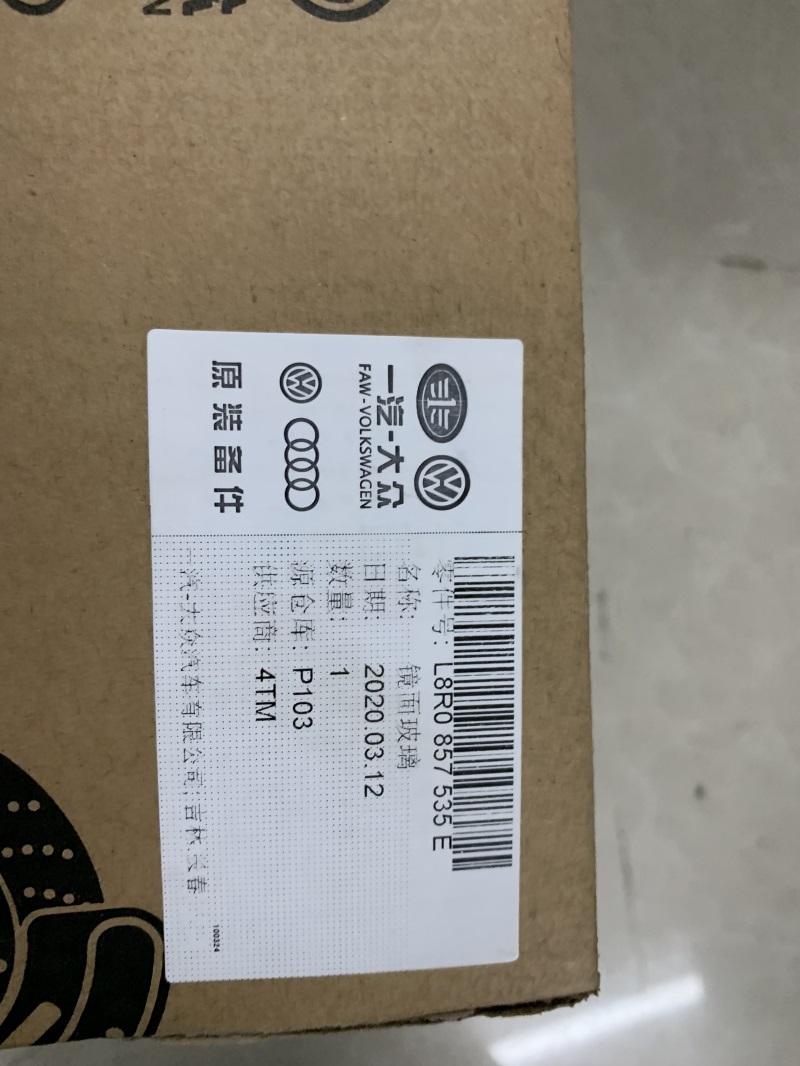 一汽-大众
FAW-VOLKSWAGEN
原装备件
零件号: L8R0 857 535 E
名称: 镜面玻璃
日期: 2020.03.12
数量: 1
源仓库: P103
供应商: 4TM
一汽-大众汽车有限公司;吉林 长春
100324